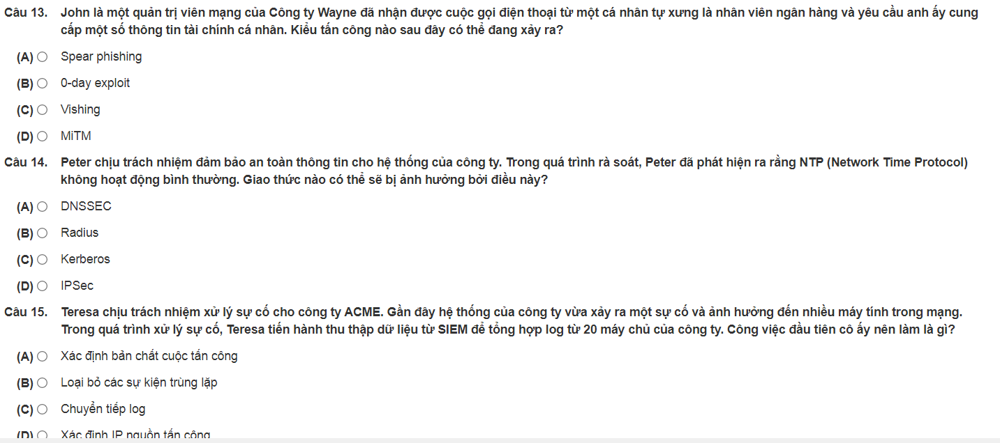 Câu 13. John là một quản trị viên mạng của Công ty Wayne đã nhận được cuộc gọi điện thoại từ một cá nhân tự xưng là nhân viên ngân hàng và yêu cầu anh ấy cung
cấp một số thông tin tài chính cá nhân. Kiểu tấn công nào sau đây có thể đang xảy ra?
(A) Spear phishing
(B) 0-day exploit
(C) Vishing
(D) MiTM
Câu 14. Peter chịu trách nhiệm đảm bảo an toàn thông tin cho hệ thống của công ty. Trong quá trình rà soát, Peter đã phát hiện ra rằng NTP (Network Time Protocol)
không hoạt động bình thường. Giao thức nào có thể sẽ bị ảnh hưởng bởi điều này?
(A) DNSSEC
(B) Radius
(C) Kerberos
(D) IPSec
Câu 15. Teresa chịu trách nhiệm xử lý sự cố cho công ty ACME. Gần đây hệ thống của công ty vừa xảy ra một sự cố và ảnh hưởng đến nhiều máy tính trong mạng.
Trong quá trình xử lý sự cố, Teresa tiến hành thu thập dữ liệu từ SIEM để tổng hợp log từ 20 máy chủ của công ty. Công việc đầu tiên cô ấy nên làm là gì?
(A) Xác định bản chất cuộc tấn công
(B) Loại bỏ các sự kiện trùng lặp
(C) Chuyển tiếp log
(D) Xác định IP nguồn tấn công